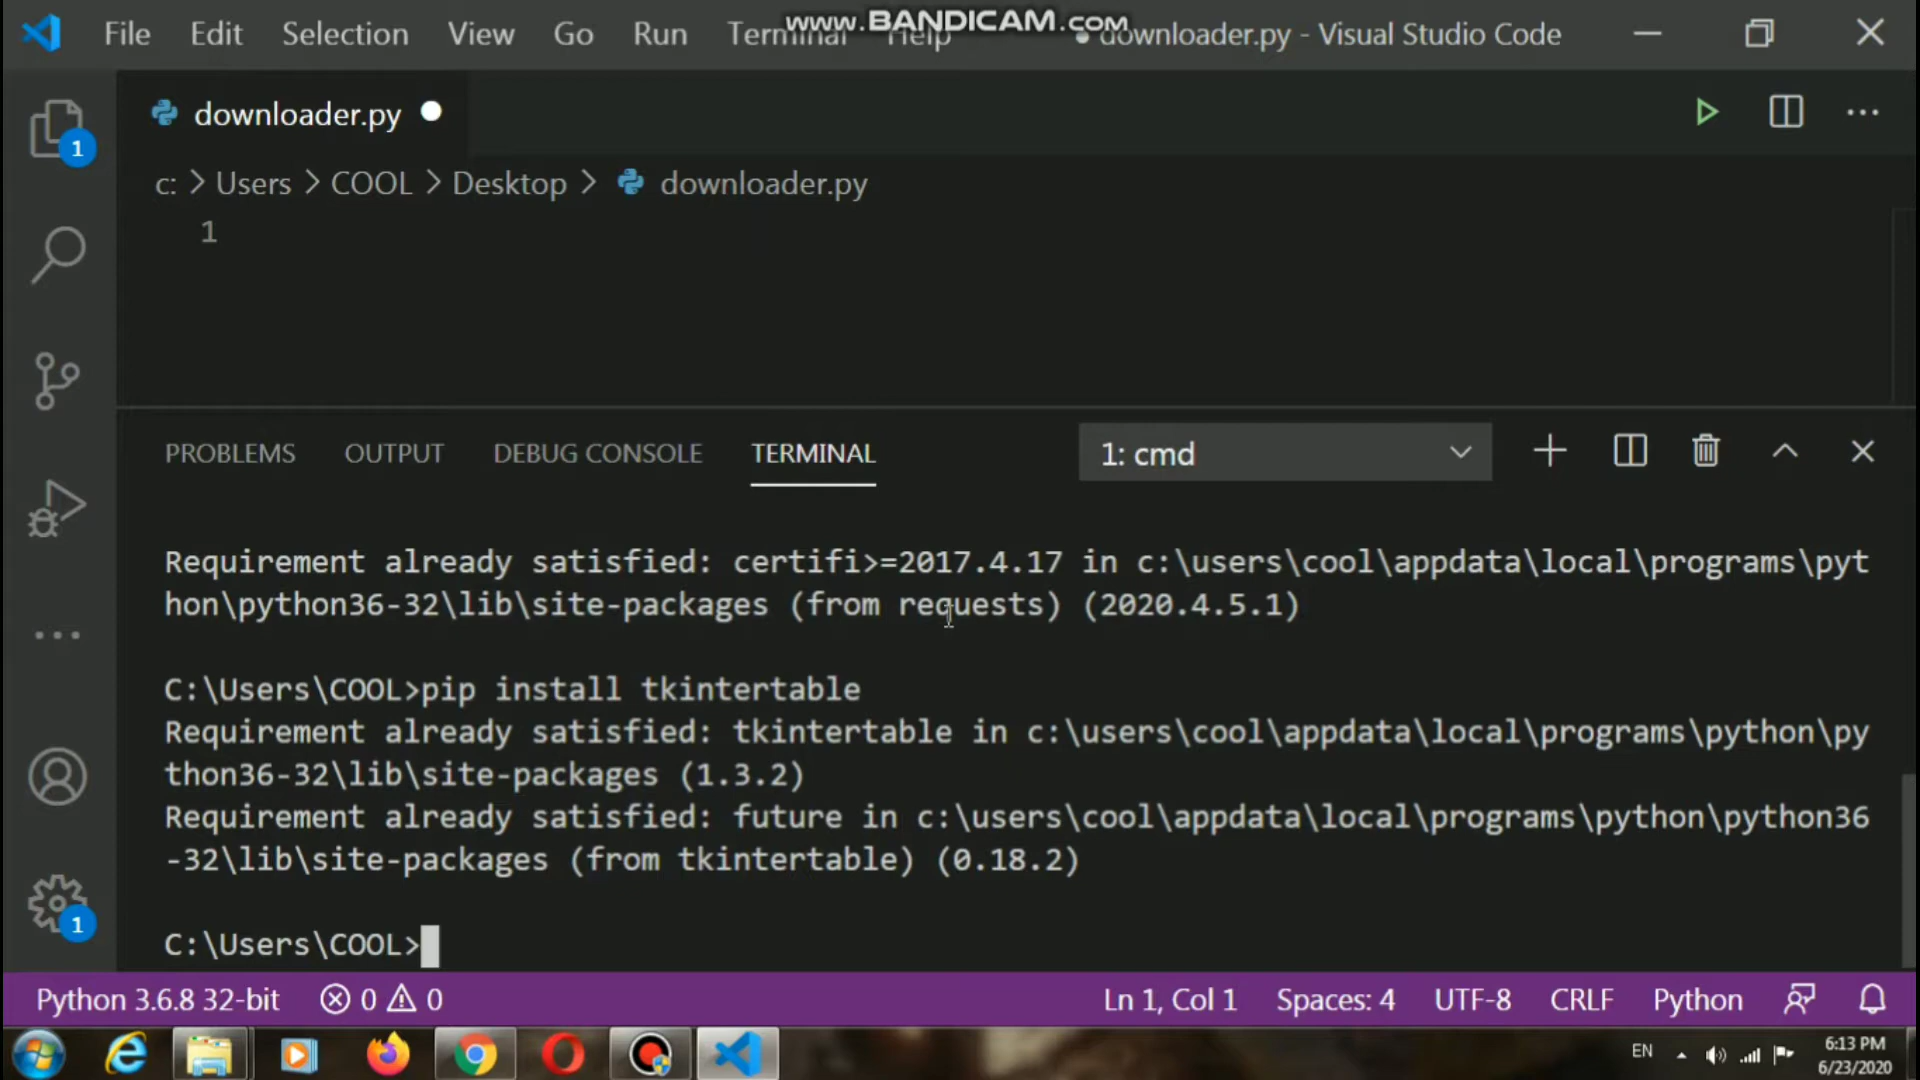 File Edit Selection View Go Run Terminal Help downloader.py - Visual Studio Code
www.BANDICAM.com
downloader.py
1
c: > Users > COOL > Desktop > downloader.py
1
PROBLEMS OUTPUT DEBUG CONSOLE TERMINAL 1: cmd
Requirement already satisfied: certifi>=2017.4.17 in c:\users\cool\appdata\local\programs\pyt
hon\python36-32\lib\site-packages (from requests) (2020.4.5.1)
C:\Users\COOL>pip install tkintertable
Requirement already satisfied: tkintertable in c:\users\cool\appdata\local\programs\python\py
thon36-32\lib\site-packages (1.3.2)
Requirement already satisfied: future in c:\users\cool\appdata\local\programs\python\python36
-32\lib\site-packages (from tkintertable) (0.18.2)
1
C:\Users\COOL>
Python 3.6.8 32-bit 0 0 Ln 1, Col 1 Spaces: 4 UTF-8 CRLF Python
EN 6:13 PM
6/23/2020